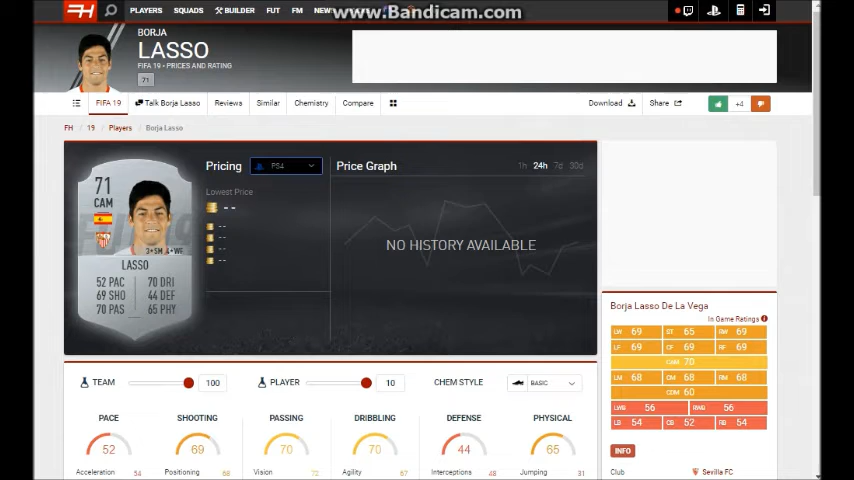 www.Bandicam.com
PLAYERS SQUADS BUILDER FUT FM NEWS
BORJA
LASSO
FIFA 19 - PRICES AND RATING
71
FIFA 19 Talk Borja Lasso Reviews Similar Chemistry Compare Download Share +4
FH 19 Players Borja Lasso
Pricing PS4 Price Graph 1h 24h 7d 30d
Lowest Price
--
--
--
--
--
NO HISTORY AVAILABLE
71
CAM
3★SM 4★WF
LASSO
52 PAC 70 DRI
69 SHO 44 DEF
70 PAS 65 PHY
Borja Lasso De La Vega
In Game Ratings
LW 69 ST 65 RW 69
LF 69 CF 69 RF 69
CAM 70
LM 68 CM 68 RM 68
CDM 60
LWB 56 RWB 56
LB 54 CB 52 RB 54
INFO
Club Sevilla FC
TEAM 100 PLAYER 10 CHEM STYLE BASIC
PACE SHOOTING PASSING DRIBBLING DEFENSE PHYSICAL
52 69 70 70 44 65
Acceleration 54 Positioning 68 Vision 72 Agility 67 Interceptions 48 Jumping 31